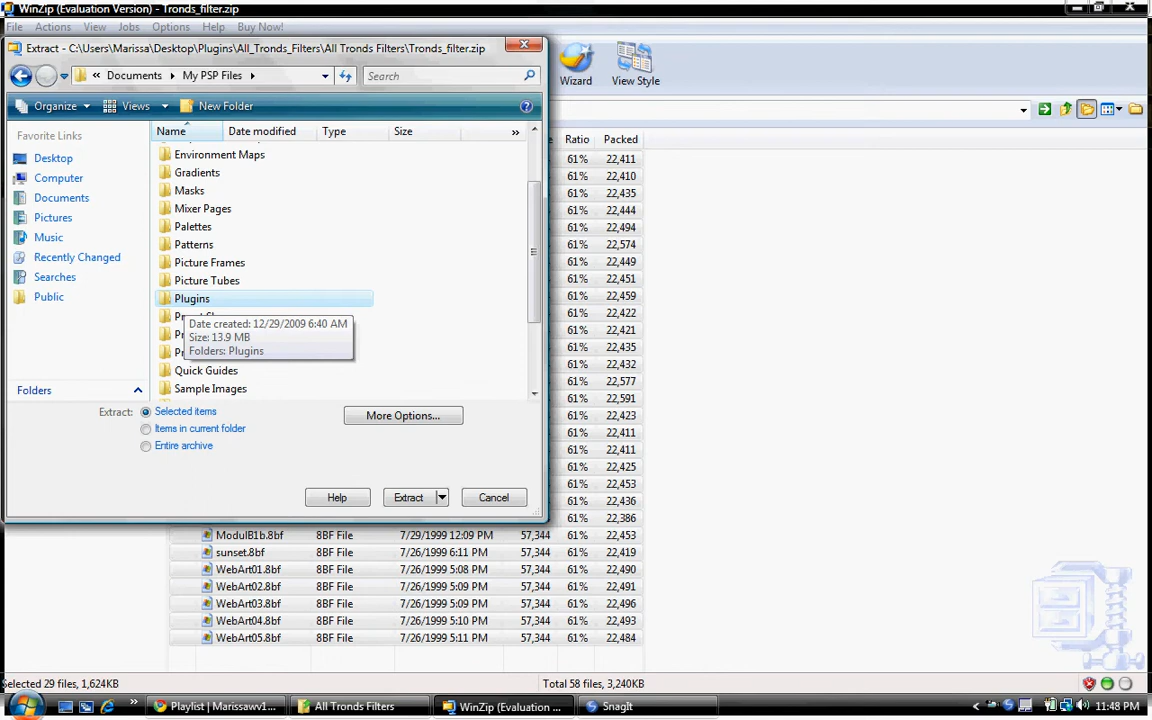 WinZip (Evaluation Version) - Tronds_filter.zip
File Actions View Jobs Options Help Buy Now!
Extract - C:\Users\Marissa\Desktop\Plugins\All_Tronds_Filters\All Tronds Filters\Tronds_filter.zip
Wizard View Style
« Documents ▸ My PSP Files ▸ Search
Organize Views New Folder
Favorite Links
Desktop
Computer
Documents
Pictures
Music
Recently Changed
Searches
Public
Folders
Name Date modified Type Size »
Environment Maps
Gradients
Masks
Mixer Pages
Palettes
Patterns
Picture Frames
Picture Tubes
Plugins
Date created: 12/29/2009 6:40 AM
Size: 13.9 MB
Folders: Plugins
Quick Guides
Sample Images
Extract: Selected items
Items in current folder
Entire archive
More Options...
Help Extract Cancel
Ratio Packed
61% 22,411
61% 22,410
61% 22,435
61% 22,444
61% 22,494
61% 22,574
61% 22,449
61% 22,451
61% 22,459
61% 22,422
61% 22,421
61% 22,435
61% 22,432
61% 22,577
61% 22,591
61% 22,423
61% 22,411
61% 22,411
61% 22,425
61% 22,453
61% 22,436
61% 22,386
ModulB1b.8bf 8BF File 7/29/1999 12:09 PM 57,344 61% 22,453
sunset.8bf 8BF File 7/26/1999 6:11 PM 57,344 61% 22,419
WebArt01.8bf 8BF File 7/26/1999 5:08 PM 57,344 61% 22,490
WebArt02.8bf 8BF File 7/26/1999 5:09 PM 57,344 61% 22,491
WebArt03.8bf 8BF File 7/26/1999 5:09 PM 57,344 61% 22,496
WebArt04.8bf 8BF File 7/26/1999 5:10 PM 57,344 61% 22,493
WebArt05.8bf 8BF File 7/26/1999 5:11 PM 57,344 61% 22,484
Selected 29 files, 1,624KB Total 58 files, 3,240KB
Playlist | Marissawv1... All Tronds Filters WinZip (Evaluation ... SnagIt 11:48 PM